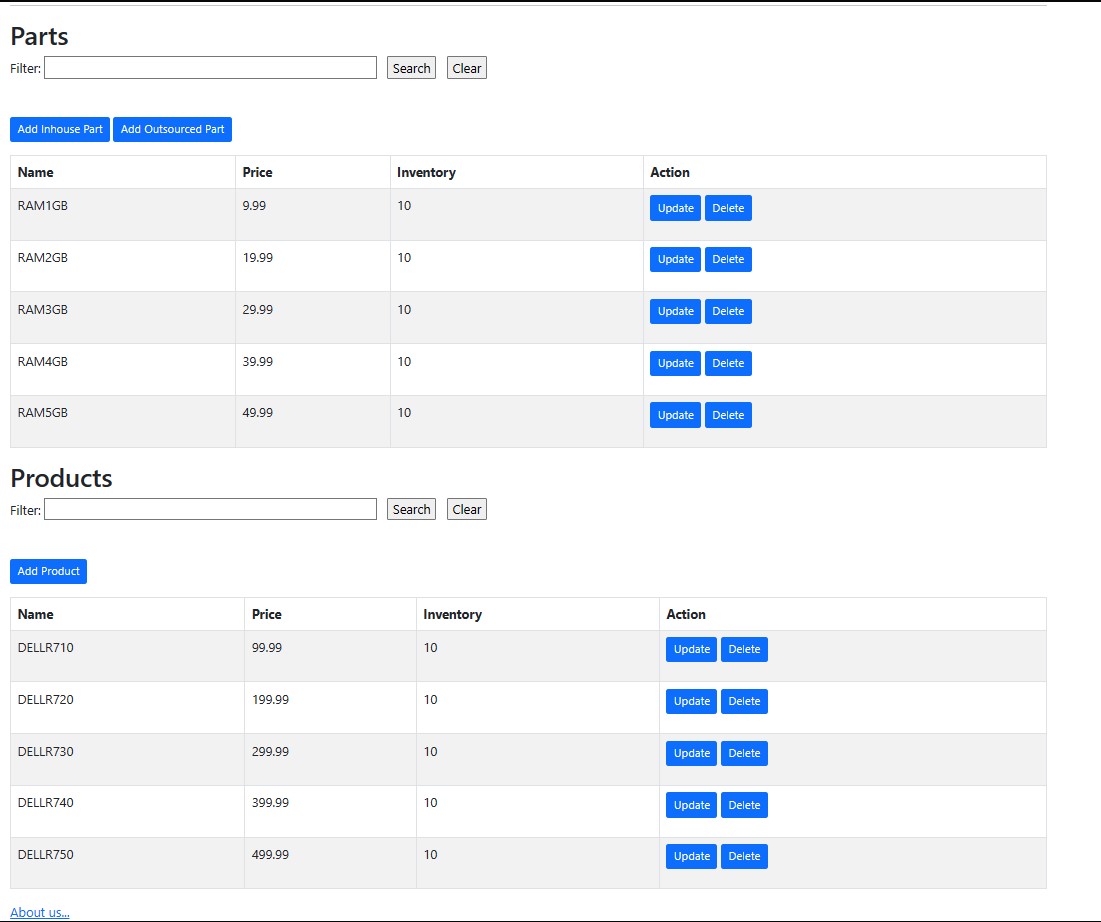 Parts
Filter: Search Clear
Add Inhouse Part Add Outsourced Part
Name Price Inventory Action
RAM1GB 9.99 10 Update Delete
RAM2GB 19.99 10 Update Delete
RAM3GB 29.99 10 Update Delete
RAM4GB 39.99 10 Update Delete
RAM5GB 49.99 10 Update Delete
Products
Filter: Search Clear
Add Product
Name Price Inventory Action
DELLR710 99.99 10 Update Delete
DELLR720 199.99 10 Update Delete
DELLR730 299.99 10 Update Delete
DELLR740 399.99 10 Update Delete
DELLR750 499.99 10 Update Delete
About us...